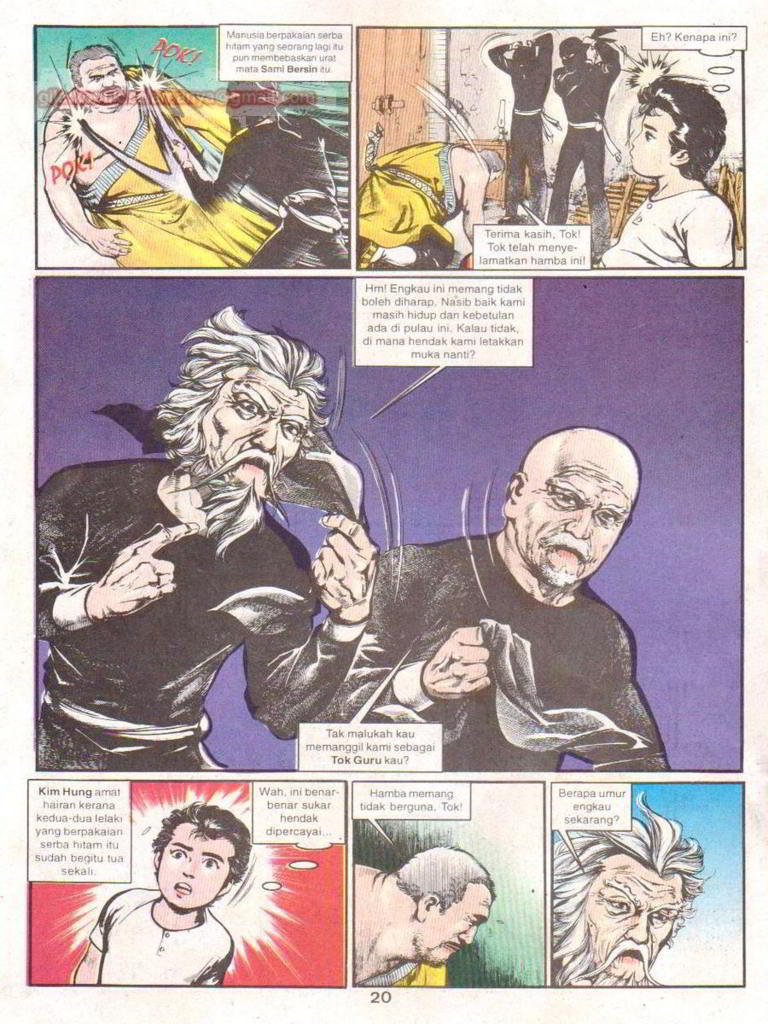 Manusia berpakaian serba
hitam yang seorang lagi itu
pun membebaskan urat
mata Sami Bersin itu.
POK!
POK!
Eh? Kenapa ini?
Terima kasih, Tok!
Tok telah menye-
lamatkan hamba ini!
Hm! Engkau ini memang tidak
boleh diharap. Nasib baik kami
masih hidup dan kebetulan
ada di pulau ini. Kalau tidak,
di mana hendak kami letakkan
muka nanti?
Tak malukah kau
memanggil kami sebagai
Tok Guru kau?
Kim Hung amat
hairan kerana
kedua-dua lelaki
yang berpakaian
serba hitam itu
sudah begitu tua
sekali.
Wah, ini benar-
benar sukar
hendak
dipercayai...
Hamba memang
tidak berguna, Tok!
Berapa umur
engkau
sekarang?
20